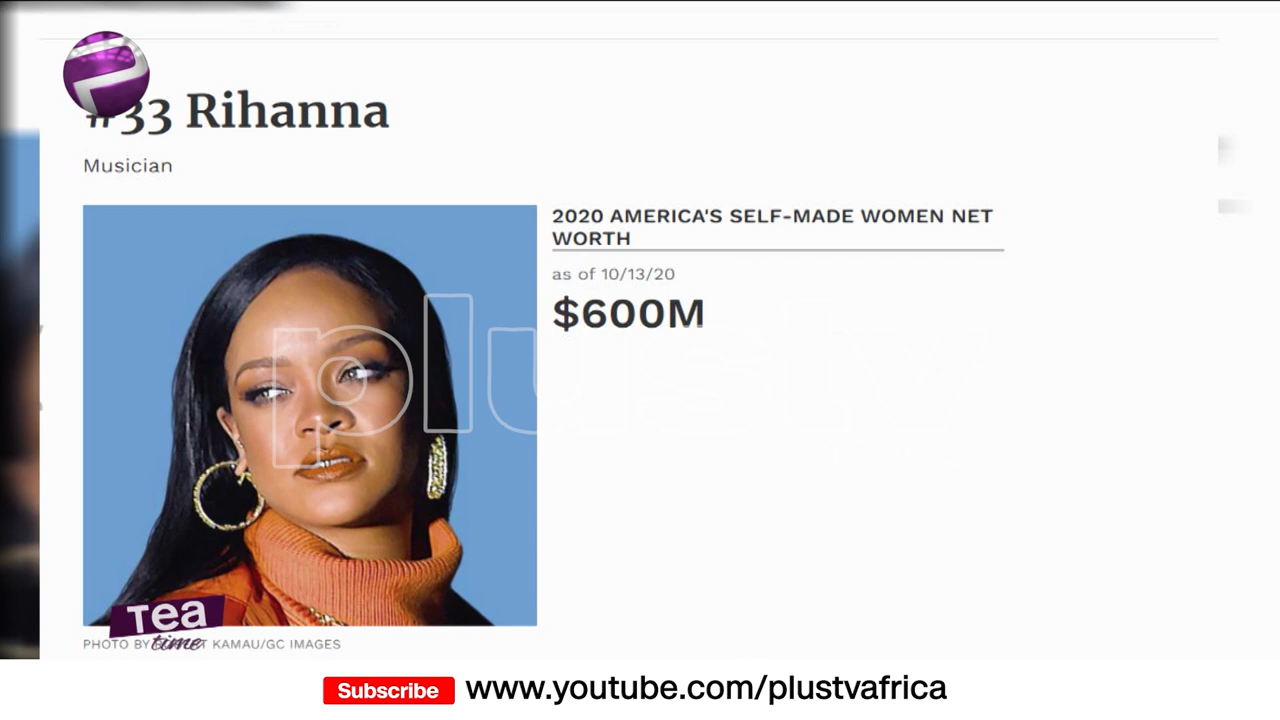 #33 Rihanna
Musician
2020 AMERICA'S SELF-MADE WOMEN NET
WORTH
as of 10/13/20
$600M
plustv
Tea
time
PHOTO BY KAMAU/GC IMAGES
Subscribe www.youtube.com/plustvafrica